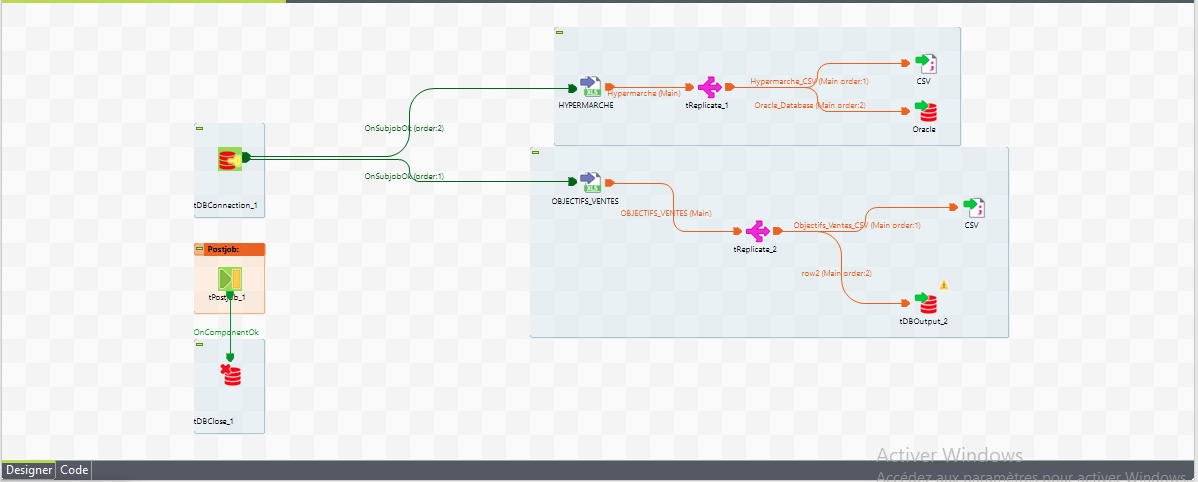 Hypermarche_CSV (Main order:1)
CSV
HYPERMARCHE
Hypermarche (Main)
tReplicate_1
Oracle_Database (Main order:2)
Oracle
OnSubjobOk (order:2)
OnSubjobOk (order:1)
tDBConnection_1
OBJECTIFS_VENTES
OBJECTIFS_VENTES (Main)
tReplicate_2
Objectifs_Ventes_CSV (Main order:1)
CSV
row2 (Main order:2)
tDBOutput_2
Postjob:
tPostjob_1
OnComponentOk
tDBClose_1
Activer Windows
Accédez aux paramètres pour activer Windows.
Designer
Code